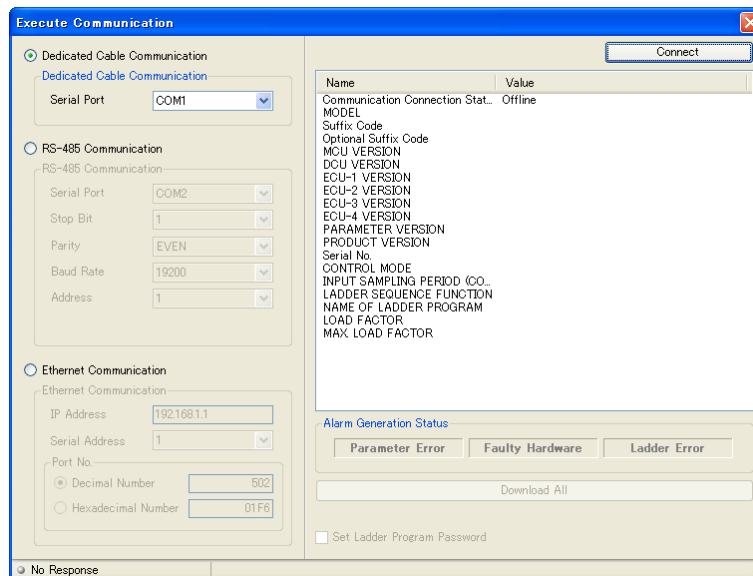 Execute Communication
Dedicated Cable Communication
Dedicated Cable Communication
Serial Port COM1
RS-485 Communication
RS-485 Communication
Serial Port COM2
Stop Bit 1
Parity EVEN
Baud Rate 19200
Address 1
Ethernet Communication
Ethernet Communication
IP Address 192.168.1.1
Serial Address 1
Port No.
Decimal Number 502
Hexadecimal Number 01F6
Connect
Name Value
Communication Connection Stat... Offline
MODEL
Suffix Code
Optional Suffix Code
MCU VERSION
DCU VERSION
ECU-1 VERSION
ECU-2 VERSION
ECU-3 VERSION
ECU-4 VERSION
PARAMETER VERSION
PRODUCT VERSION
Serial No.
CONTROL MODE
INPUT SAMPLING PERIOD (CO...
LADDER SEQUENCE FUNCTION
NAME OF LADDER PROGRAM
LOAD FACTOR
MAX. LOAD FACTOR
Alarm Generation Status
Parameter Error Faulty Hardware Ladder Error
Download All
Set Ladder Program Password
No Response